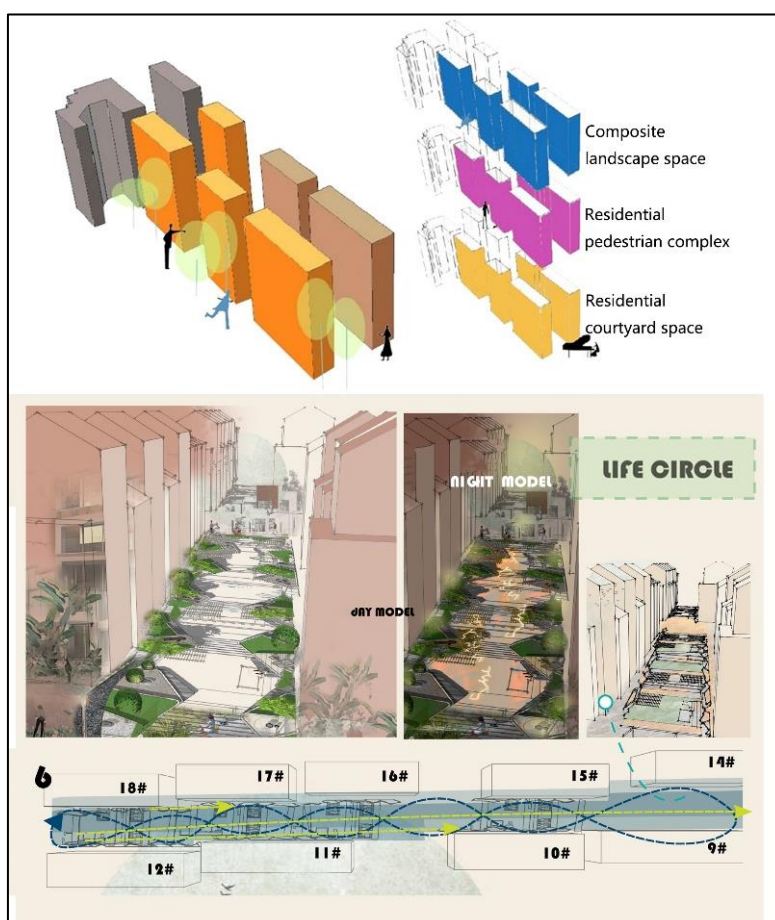 Composite
landscape space
Residential
pedestrian complex
Residential
courtyard space
NIGHT MODEL
LIFE CIRCLE
dAY MODEL
6
18#
17#
16#
15#
14#
12#
11#
10#
9#